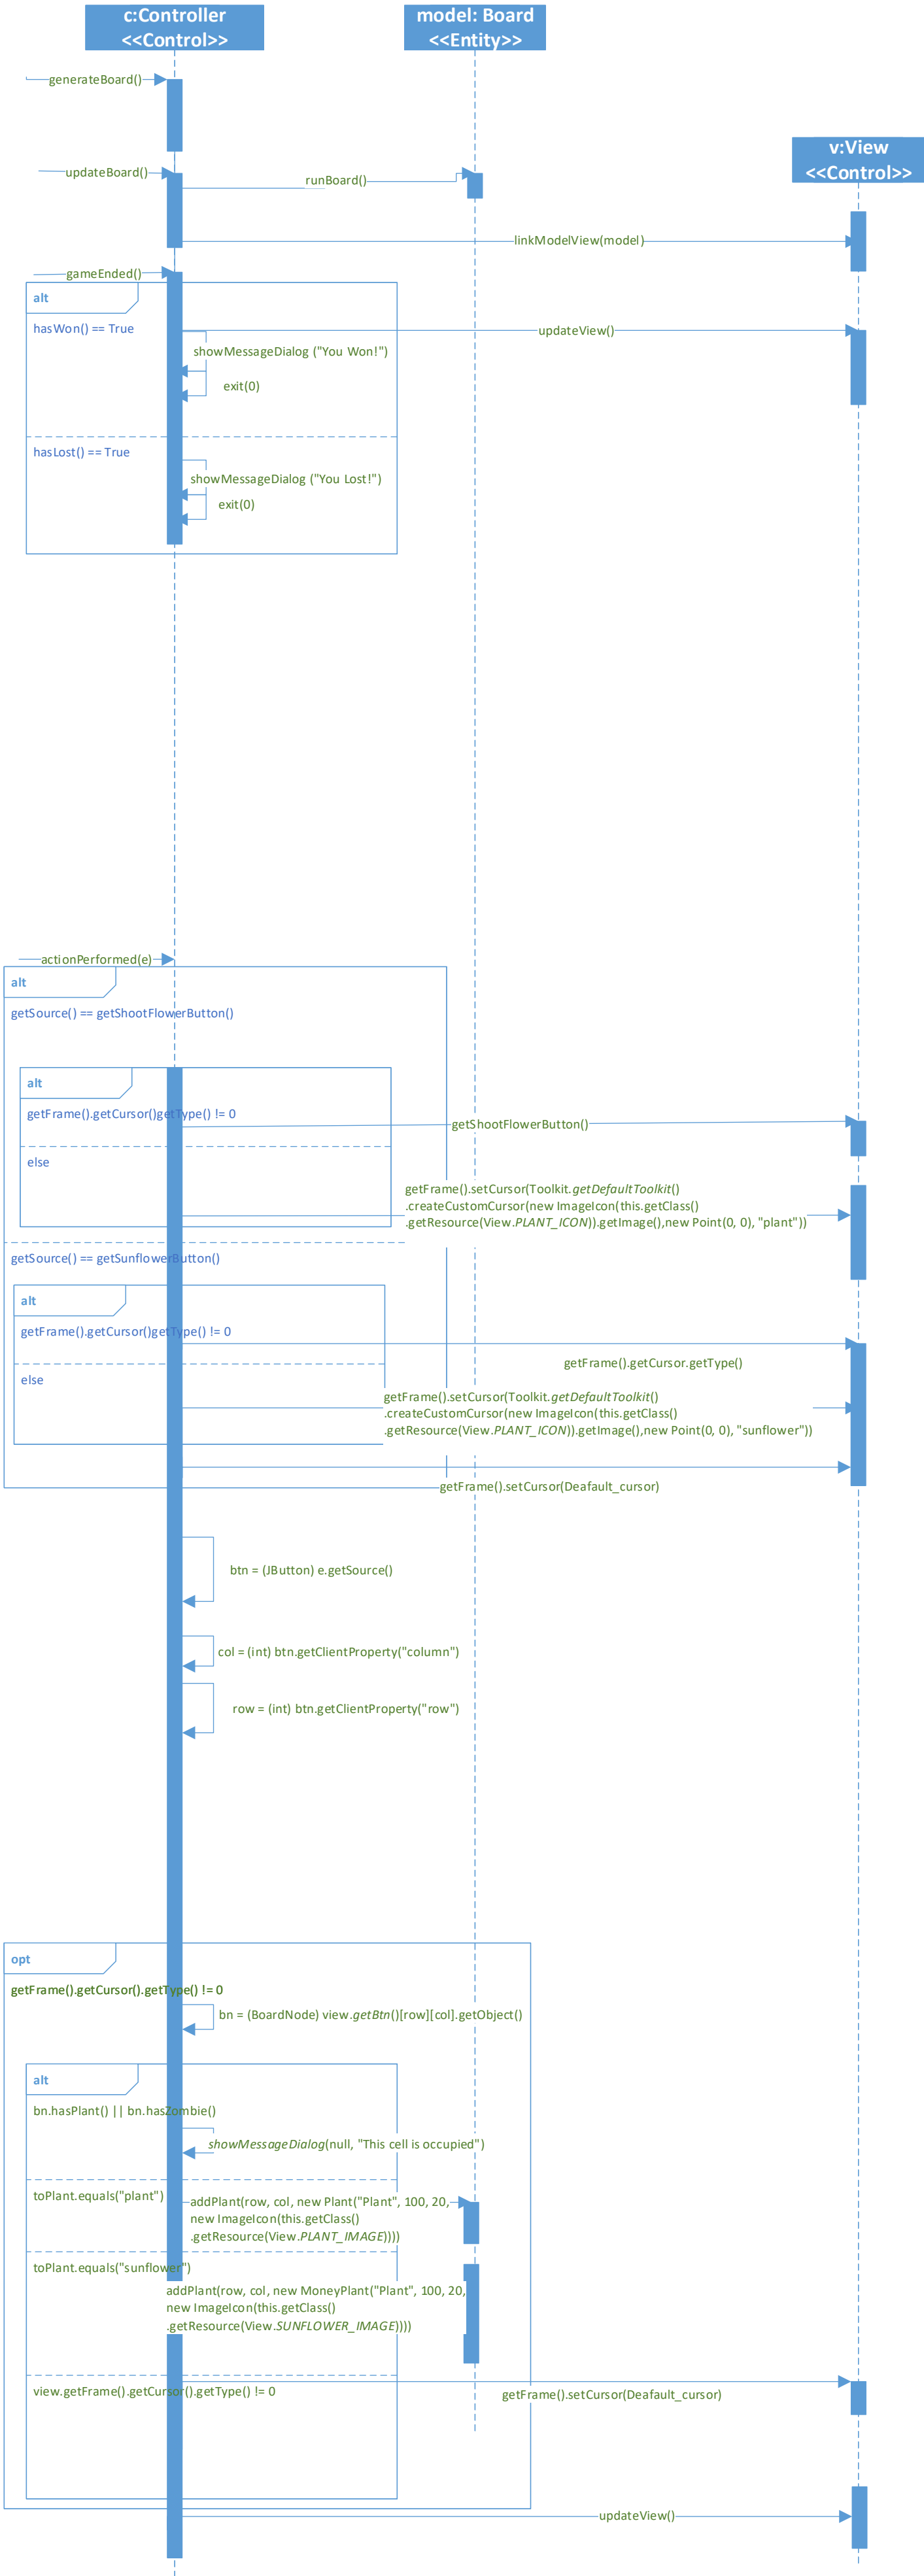 c:Controller
<<Control>>
model: Board
<<Entity>>
generateBoard()
v:View
<<Control>>
updateBoard()
runBoard()
linkModelView(model)
gameEnded()
alt
hasWon() == True
updateView()
showMessageDialog ("You Won!")
exit(0)
hasLost() == True
showMessageDialog ("You Lost!")
exit(0)
actionPerformed(e)
alt
getSource() == getShootFlowerButton()
alt
getFrame().getCursor()getType() != 0
getShootFlowerButton()
else
getFrame().setCursor(Toolkit.getDefaultToolkit()
.createCustomCursor(new ImageIcon(this.getClass()
.getResource(View.PLANT_ICON)).getImage(),new Point(0, 0), "plant"))
getSource() == getSunflowerButton()
alt
getFrame().getCursor()getType() != 0
getFrame().getCursor.getType()
else
getFrame().setCursor(Toolkit.getDefaultToolkit()
.createCustomCursor(new ImageIcon(this.getClass()
.getResource(View.PLANT_ICON)).getImage(),new Point(0, 0), "sunflower"))
getFrame().setCursor(Deafault_cursor)
btn = (JButton) e.getSource()
col = (int) btn.getClientProperty("column")
row = (int) btn.getClientProperty("row")
opt
getFrame().getCursor().getType() != 0
bn = (BoardNode) view.getBtn()[row][col].getObject()
alt
bn.hasPlant() || bn.hasZombie()
showMessageDialog(null, "This cell is occupied")
toPlant.equals("plant")
addPlant(row, col, new Plant("Plant", 100, 20,
new ImageIcon(this.getClass()
.getResource(View.PLANT_IMAGE))))
toPlant.equals("sunflower")
addPlant(row, col, new MoneyPlant("Plant", 100, 20,
new ImageIcon(this.getClass()
.getResource(View.SUNFLOWER_IMAGE))))
view.getFrame().getCursor().getType() != 0
getFrame().setCursor(Deafault_cursor)
updateView()